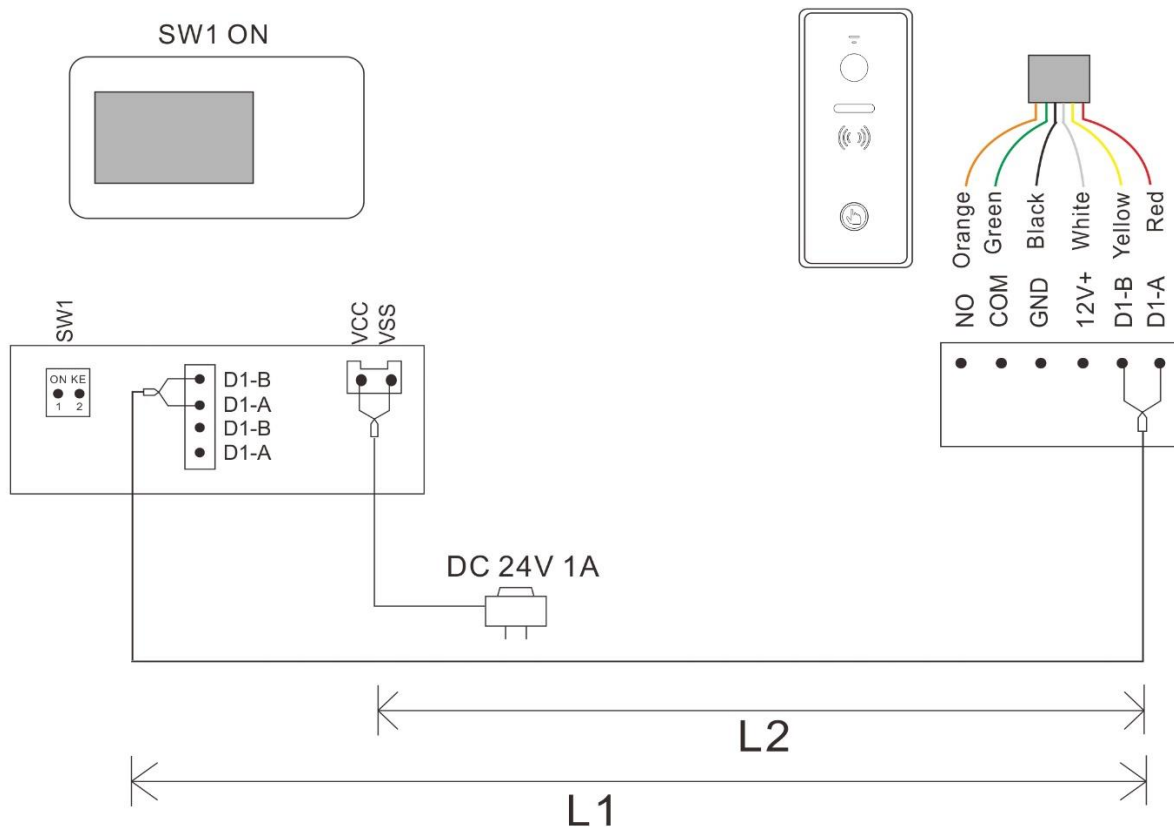 SW1 ON
Orange
Green
Black
White
Yellow
Red
NO
COM
GND
12V+
D1-B
D1-A
SW1
VCC
VSS
ON KE
1 2
D1-B
D1-A
D1-B
D1-A
DC 24V 1A
L2
L1